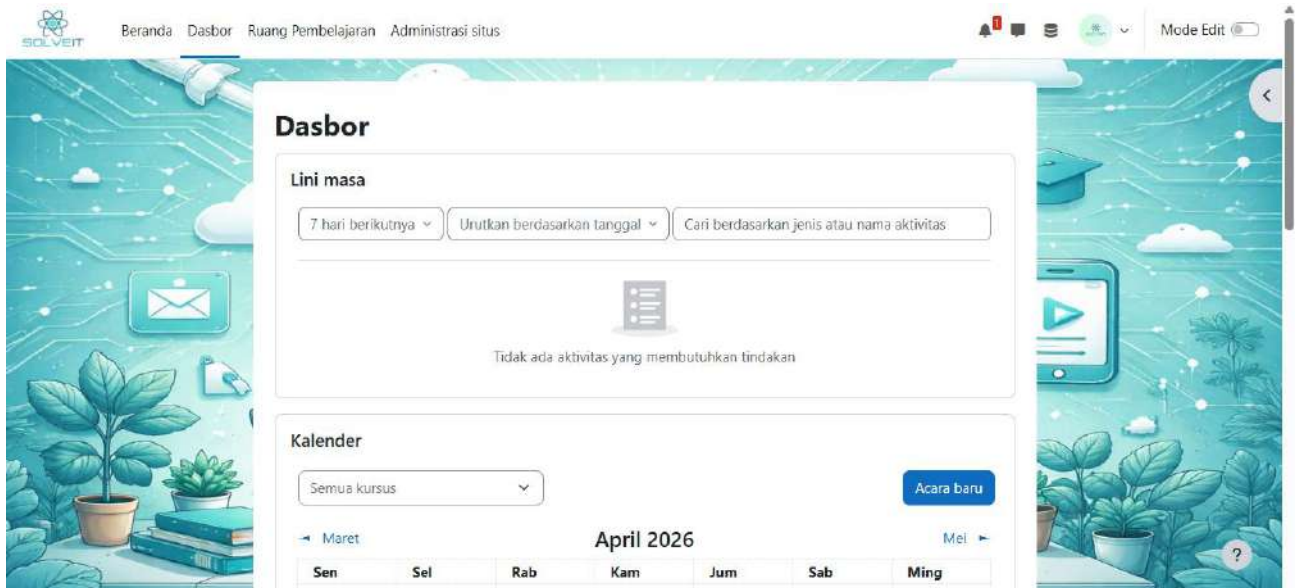 SOLVEIT Beranda Dasbor Ruang Pembelajaran Administrasi situs 1 Mode Edit
Dasbor
Lini masa
7 hari berikutnya Urutkan berdasarkan tanggal Cari berdasarkan jenis atau nama aktivitas
Tidak ada aktivitas yang membutuhkan tindakan
Kalender
Semua kursus Acara baru
◄ Maret April 2026 Mei ►
Sen Sel Rab Kam Jum Sab Ming
?